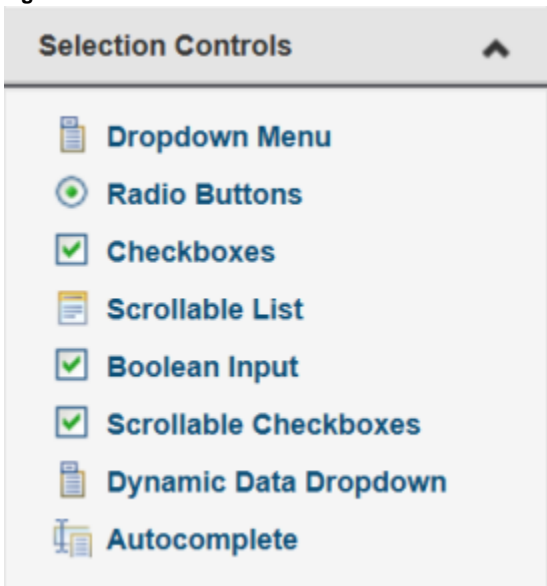 Selection Controls
Dropdown Menu
Radio Buttons
Checkboxes
Scrollable List
Boolean Input
Scrollable Checkboxes
Dynamic Data Dropdown
Autocomplete